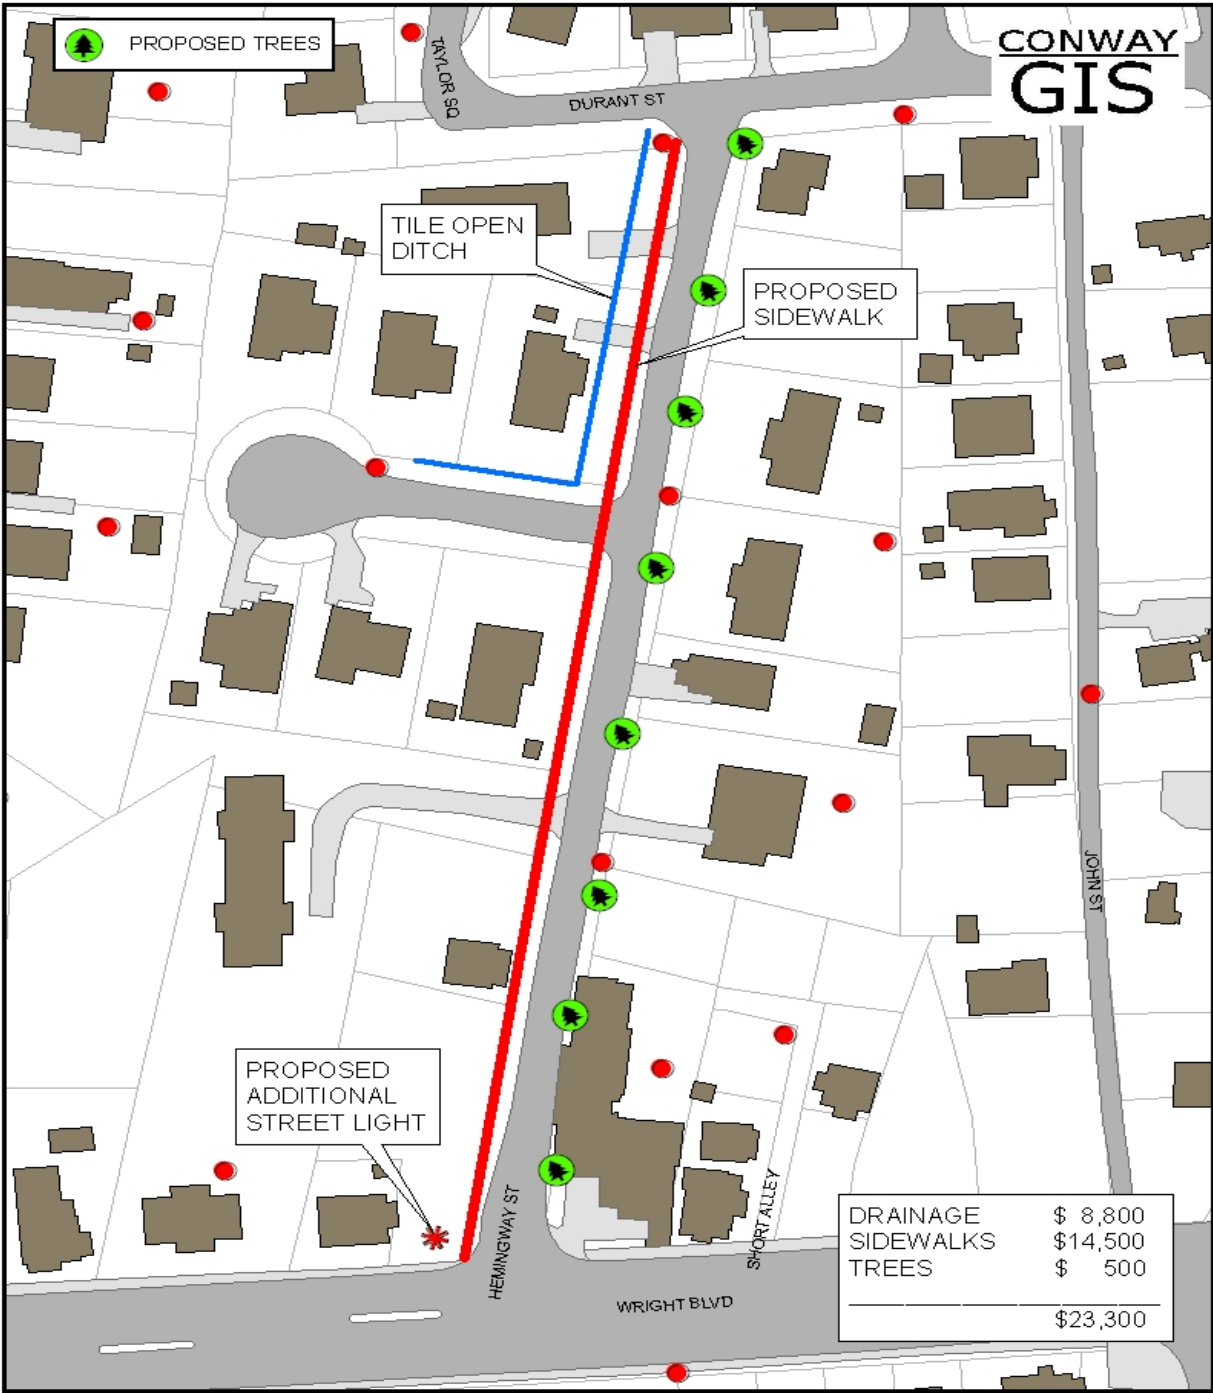 PROPOSED TREES
CONWAY
GIS
TAYLOR SQ
DURANT ST
TILE OPEN
DITCH
PROPOSED
SIDEWALK
JOHN ST
PROPOSED
ADDITIONAL
STREET LIGHT
HEMINGWAY ST
SHORT ALLEY
WRIGHT BLVD
DRAINAGE $ 8,800
SIDEWALKS $14,500
TREES $ 500
$23,300